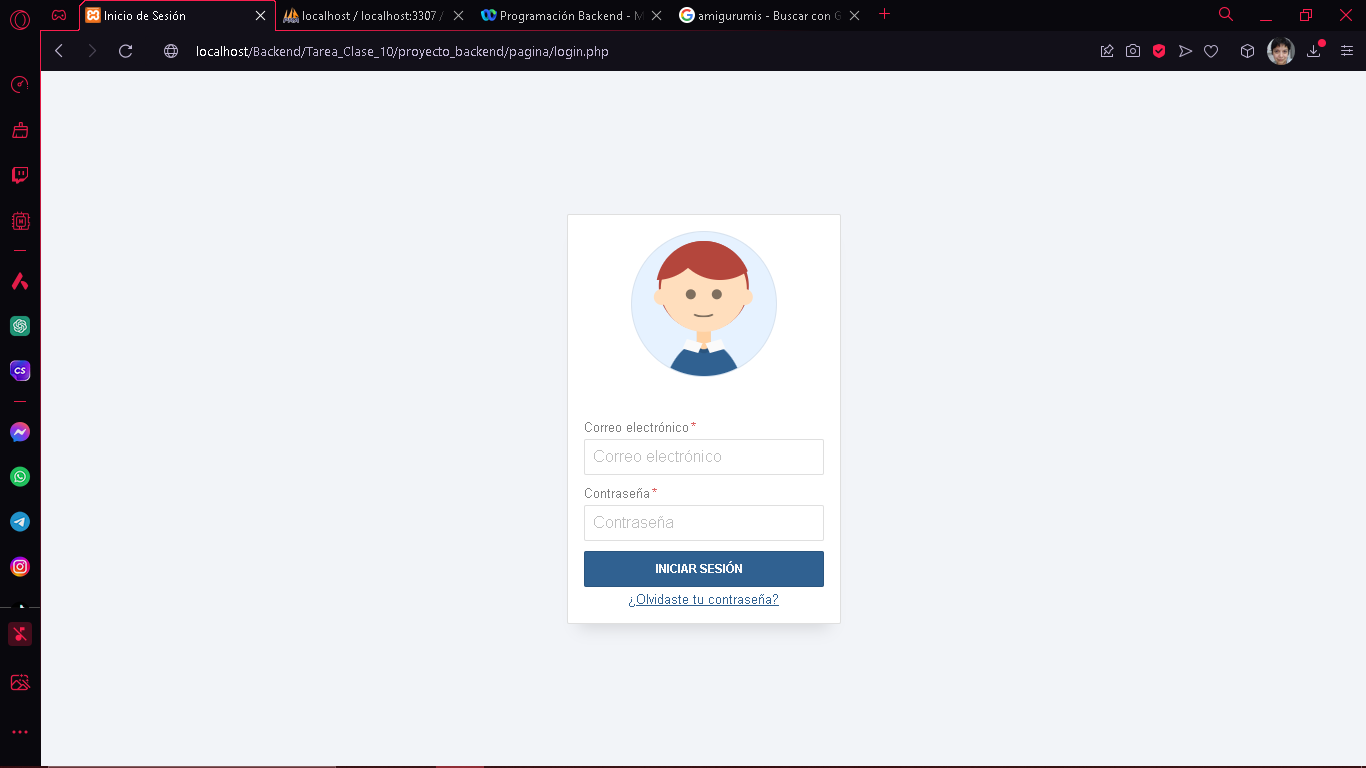 Inicio de Sesión
localhost / localhost:3307 /
Programación Backend - M
amigurumis - Buscar con G
localhost/Backend/Tarea_Clase_10/proyecto_backend/pagina/login.php
CS
Correo electrónico*
Correo electrónico
Contraseña*
Contraseña
INICIAR SESIÓN
¿Olvidaste tu contraseña?